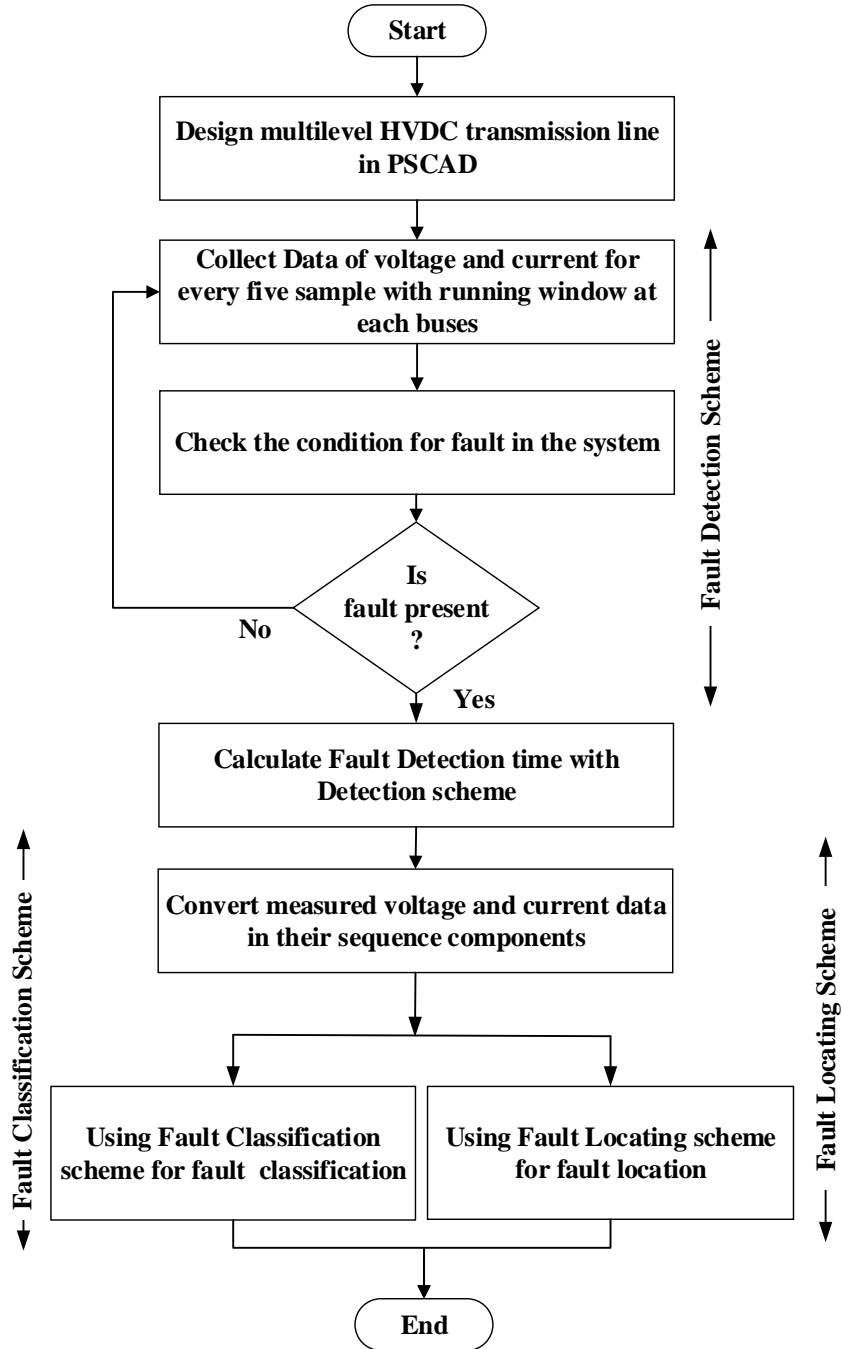 Start
Design multilevel HVDC transmission line
in PSCAD
Collect Data of voltage and current for
every five sample with running window at
each buses
Check the condition for fault in the system
Is
fault present
?
No
Yes
Fault Detection Scheme
Calculate Fault Detection time with
Detection scheme
Convert measured voltage and current data
in their sequence components
Fault Classification Scheme
Fault Locating Scheme
Using Fault Classification
scheme for fault classification
Using Fault Locating scheme
for fault location
End